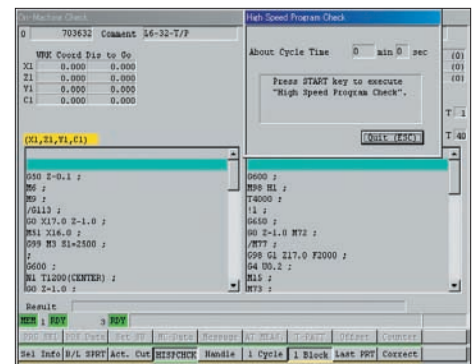 On-Machine Check
0 703632 Comment L6-32-T/P
WRK Coord Dis to Go
X1 0.000 0.000
Z1 0.000 0.000
Y1 0.000 0.000
C1 0.000 0.000
(X1,Z1,Y1,C1)
High Speed Program Check
About Cycle Time 0 min 0 sec
Press START key to execute
"High Speed Program Check".
Quit (ESC)
(0)
(0)
(0)
T 1
T 40
G50 Z-0.1 ;
M6 ;
M9 ;
/G113 ;
G0 X17.0 Z-1.0 ;
M51 X16.0 ;
G99 M3 S1=2500 ;
;
G600 ;
N1 T1200(CENTER) ;
G0 Z-1.0 ;
G600 ;
M98 H1 ;
T4000 ;
!1 ;
G650 ;
G0 Z-1.0 M72 ;
/M77 ;
G98 G1 Z17.0 F2000 ;
G4 U0.2 ;
M15 ;
M73 ;
Result
MEM 1 RDY 3 RDY
Message Offset Counter
Sel Info B/L SPRT Act. Cut HISPCHCK Handle 1 Cycle 1 Block Last PRT Correct